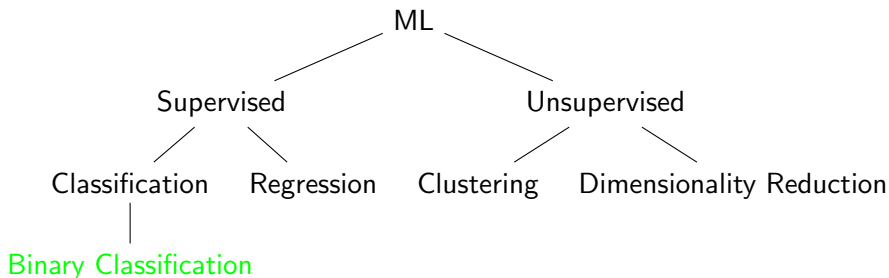 ML
Supervised Unsupervised
Classification Regression Clustering Dimensionality Reduction
Binary Classification